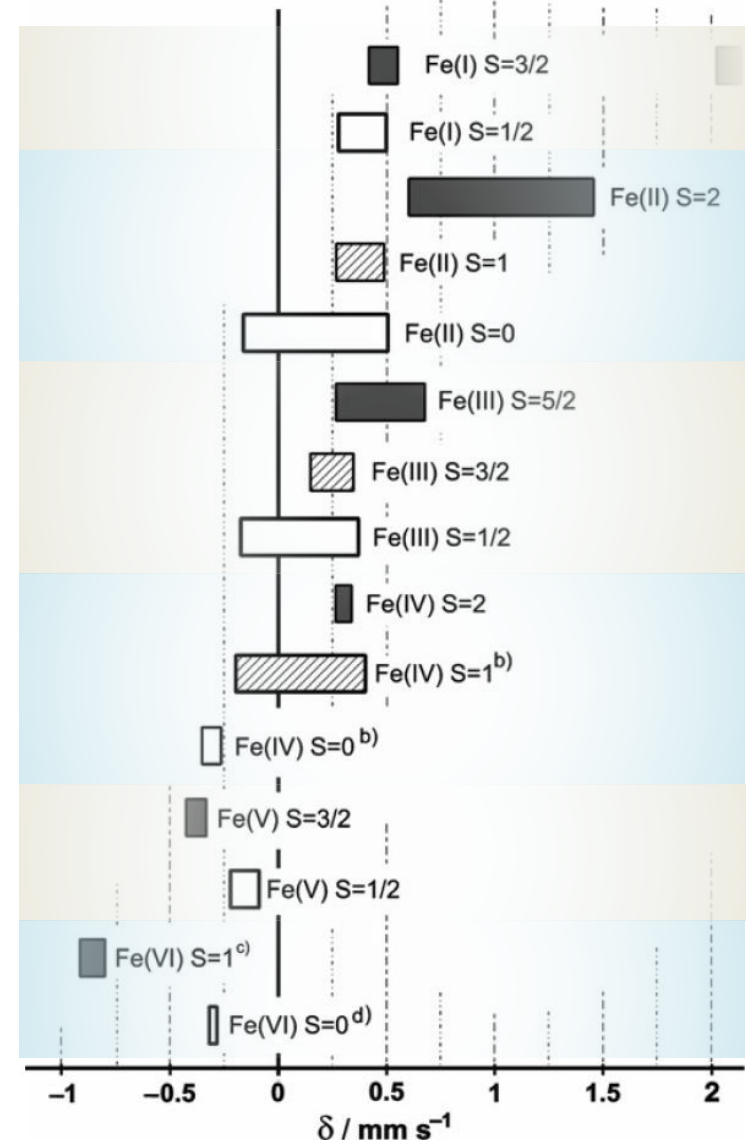 Fe(I) S=3/2
Fe(I) S=1/2
Fe(II) S=2
Fe(II) S=1
Fe(II) S=0
Fe(III) S=5/2
Fe(III) S=3/2
Fe(III) S=1/2
Fe(IV) S=2
Fe(IV) S=1b)
Fe(IV) S=0 b)
Fe(V) S=3/2
Fe(V) S=1/2
Fe(VI) S=1c)
Fe(VI) S=0d)
–1 –0.5 0 0.5 1 1.5 2
δ / mm s⁻¹